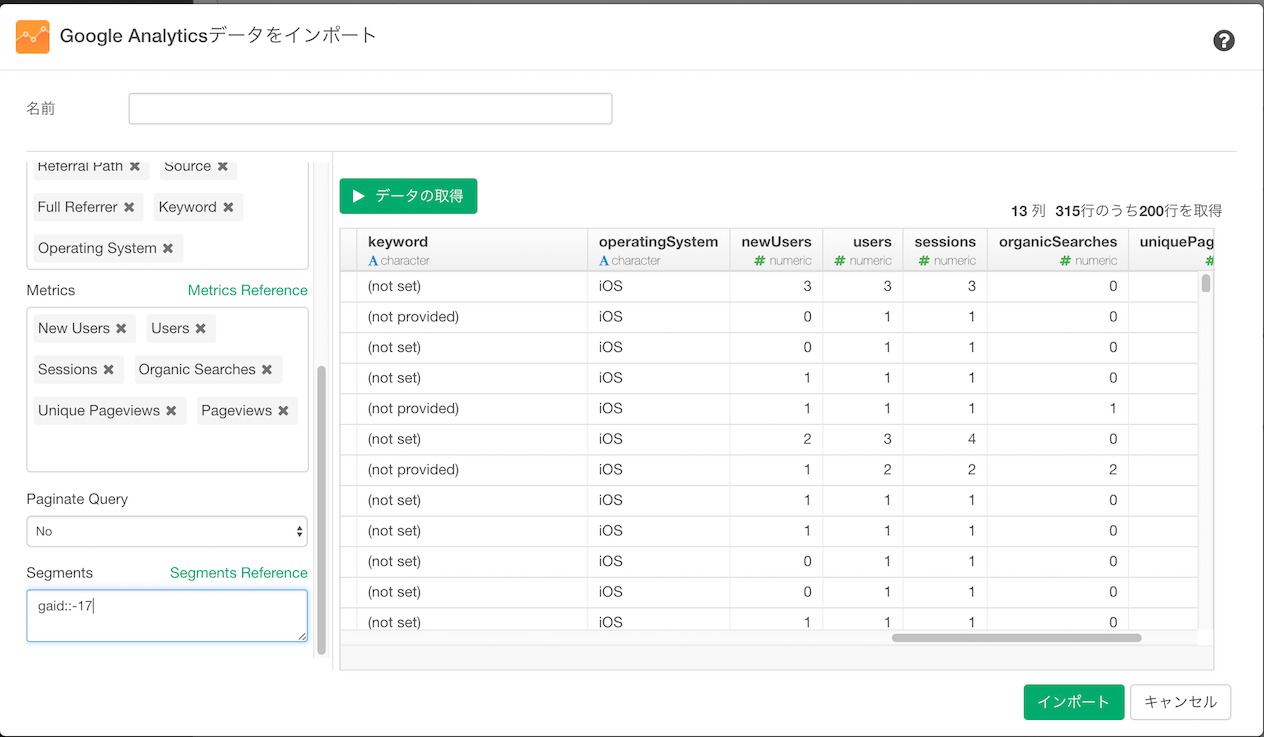 Google Analyticsデータをインポート
名前
Referral Path ✖ Source ✖
Full Referrer ✖ Keyword ✖
Operating System ✖
Metrics Metrics Reference
New Users ✖ Users ✖
Sessions ✖ Organic Searches ✖
Unique Pageviews ✖ Pageviews ✖
Paginate Query
No
Segments Segments Reference
gaid::-17
データの取得
13 列 315行のうち200行を取得
keyword operatingSystem newUsers users sessions organicSearches uniquePag
A character A character # numeric # numeric # numeric # numeric #
(not set) iOS 3 3 3 0
(not provided) iOS 0 1 1 0
(not set) iOS 0 1 1 0
(not set) iOS 1 1 1 0
(not provided) iOS 1 1 1 1
(not set) iOS 2 3 4 0
(not provided) iOS 1 2 2 2
(not set) iOS 1 1 1 0
(not set) iOS 1 1 1 0
(not set) iOS 0 1 1 0
(not set) iOS 0 1 1 0
(not set) iOS 1 1 1 0
インポート キャンセル